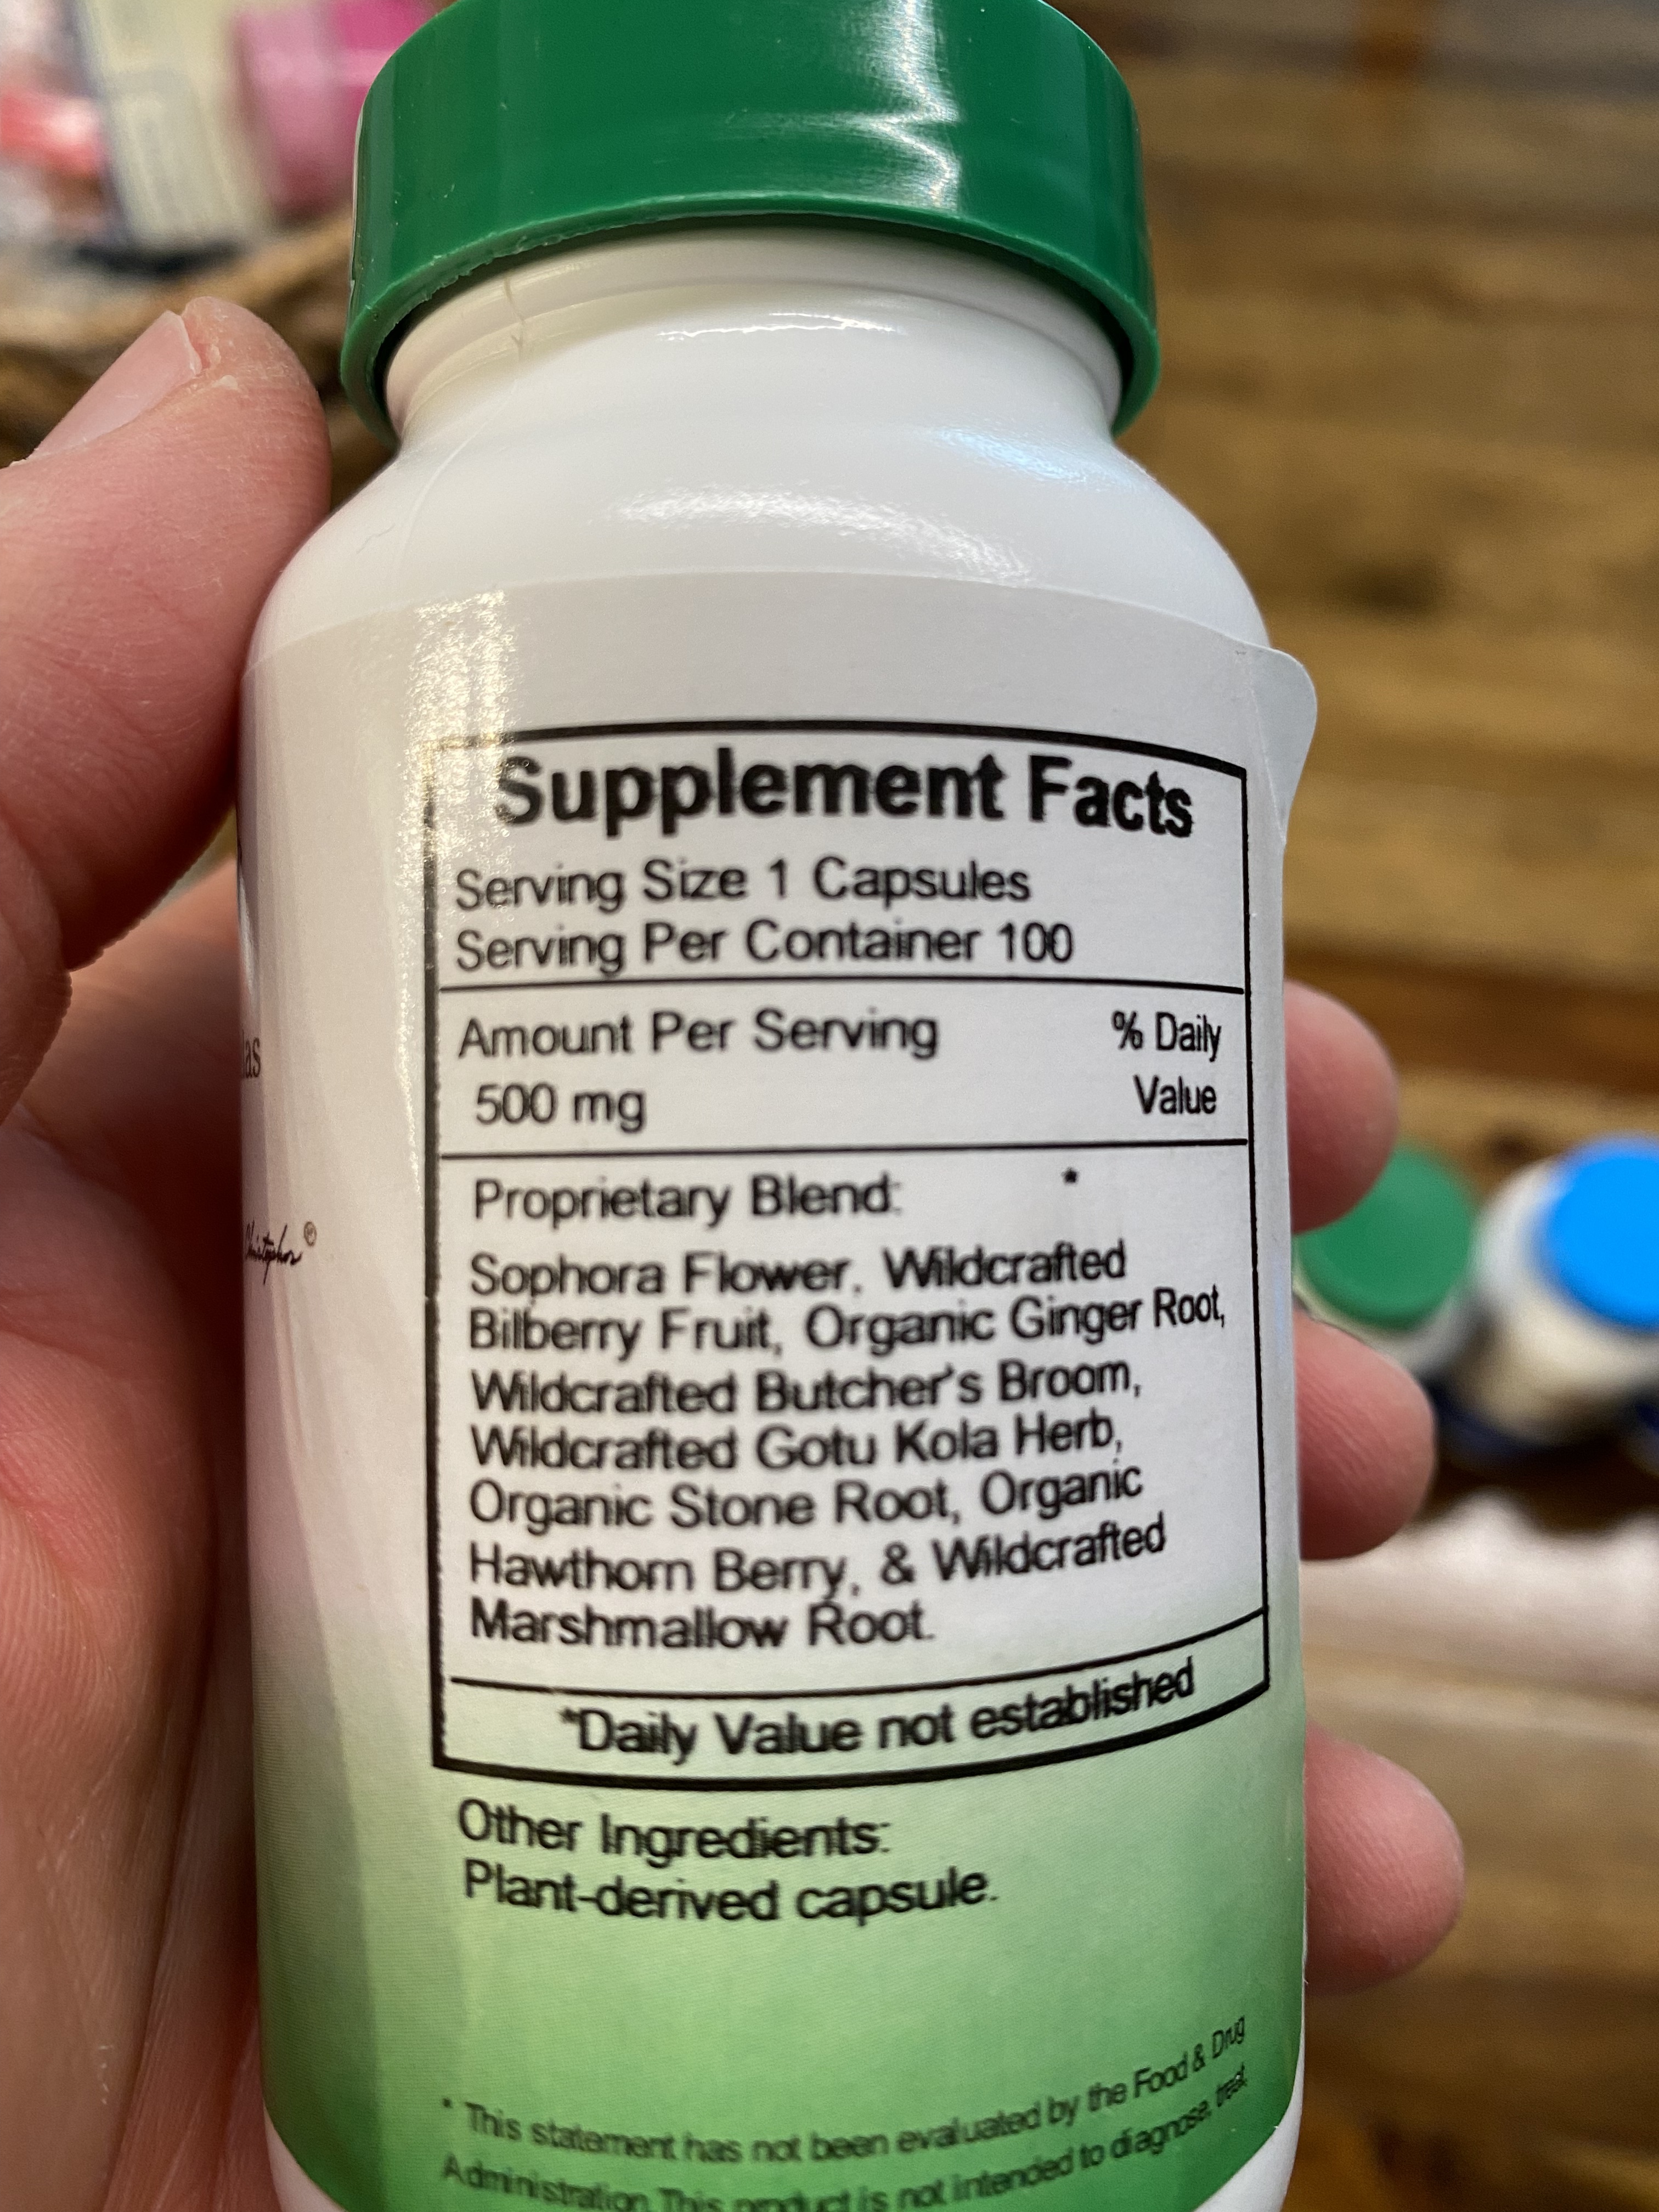 Supplement Facts
Serving Size 1 Capsules
Serving Per Container 100
Amount Per Serving % Daily
500 mg Value
Proprietary Blend: *
Sophora Flower, Wildcrafted
Bilberry Fruit, Organic Ginger Root,
Wildcrafted Butcher's Broom,
Wildcrafted Gotu Kola Herb,
Organic Stone Root, Organic
Hawthorn Berry, & Wildcrafted
Marshmallow Root.
*Daily Value not established
Other Ingredients:
Plant-derived capsule.
* This statement has not been evaluated by the Food & Drug
Administration. This product is not intended to diagnose, treat,